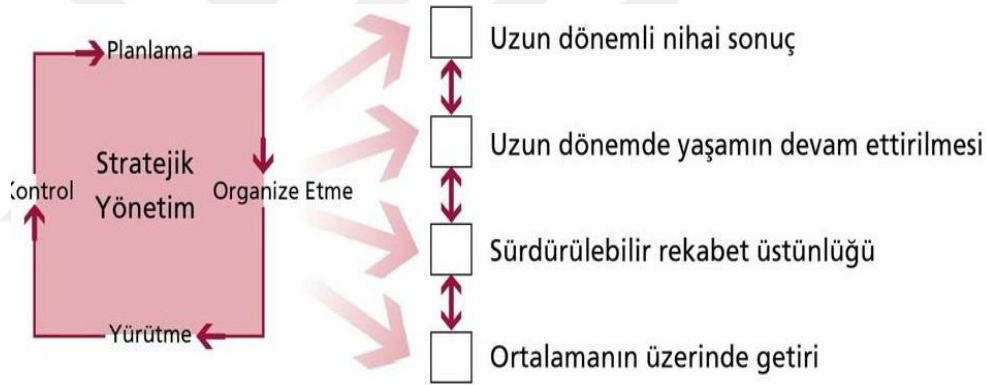 Planlama
Stratejik
Yönetim
Kontrol
Organize Etme
Yürütme
Uzun dönemli nihai sonuç
Uzun dönemde yaşamın devam ettirilmesi
Sürdürülebilir rekabet üstünlüğü
Ortalamanın üzerinde getiri